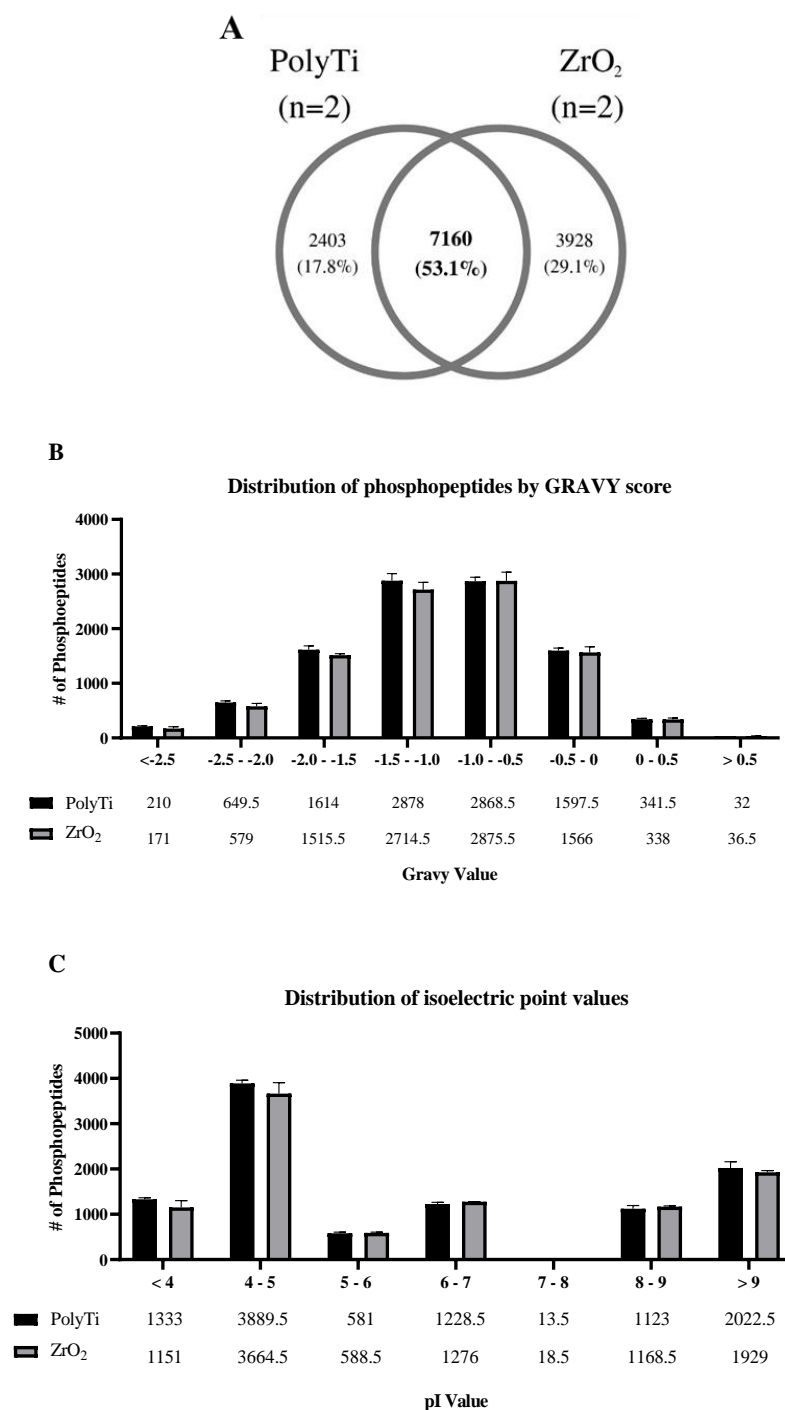 A
PolyTi
(n=2)
ZrO₂
(n=2)
2403
(17.8%)
7160
(53.1%)
3928
(29.1%)
B
Distribution of phosphopeptides by GRAVY score
# of Phosphoeptides
4000
3000
2000
1000
0
<-2.5 -2.5 - -2.0 -2.0 - -1.5 -1.5 - -1.0 -1.0 - -0.5 -0.5 - 0 0 - 0.5 > 0.5
PolyTi 210 649.5 1614 2878 2868.5 1597.5 341.5 32
ZrO₂ 171 579 1515.5 2714.5 2875.5 1566 338 36.5
Gravy Value
C
Distribution of isoelectric point values
# of Phosphopeptides
5000
4000
3000
2000
1000
0
< 4 4 - 5 5 - 6 6 - 7 7 - 8 8 - 9 > 9
PolyTi 1333 3889.5 581 1228.5 13.5 1123 2022.5
ZrO₂ 1151 3664.5 588.5 1276 18.5 1168.5 1929
pI Value